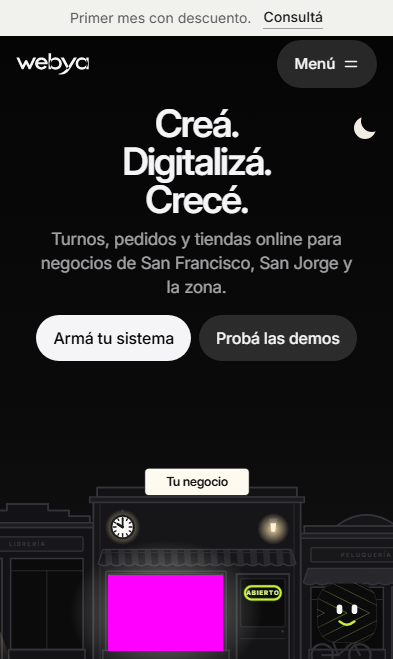 Primer mes con descuento. Consultá
webya
Menú
Creá.
Digitalizá.
Crecé.
Turnos, pedidos y tiendas online para
negocios de San Francisco, San Jorge y
la zona.
Armá tu sistema
Probá las demos
Tu negocio
LIBRERÍA
PELUQUERÍA
ABIERTO